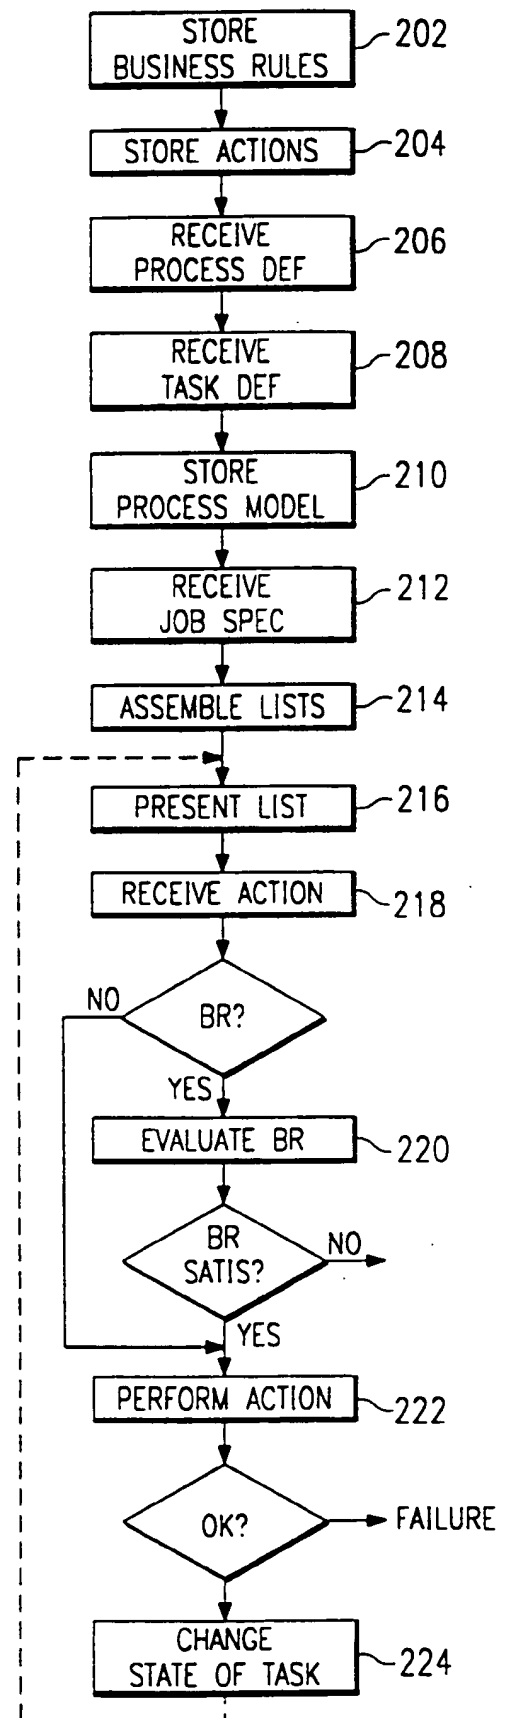 STORE
BUSINESS RULES
202
STORE ACTIONS
204
RECEIVE
PROCESS DEF
206
RECEIVE
TASK DEF
208
STORE
PROCESS MODEL
210
RECEIVE
JOB SPEC
212
ASSEMBLE LISTS
214
PRESENT LIST
216
RECEIVE ACTION
218
NO
BR?
YES
EVALUATE BR
220
BR
SATIS?
NO
YES
PERFORM ACTION
222
OK?
FAILURE
CHANGE
STATE OF TASK
224